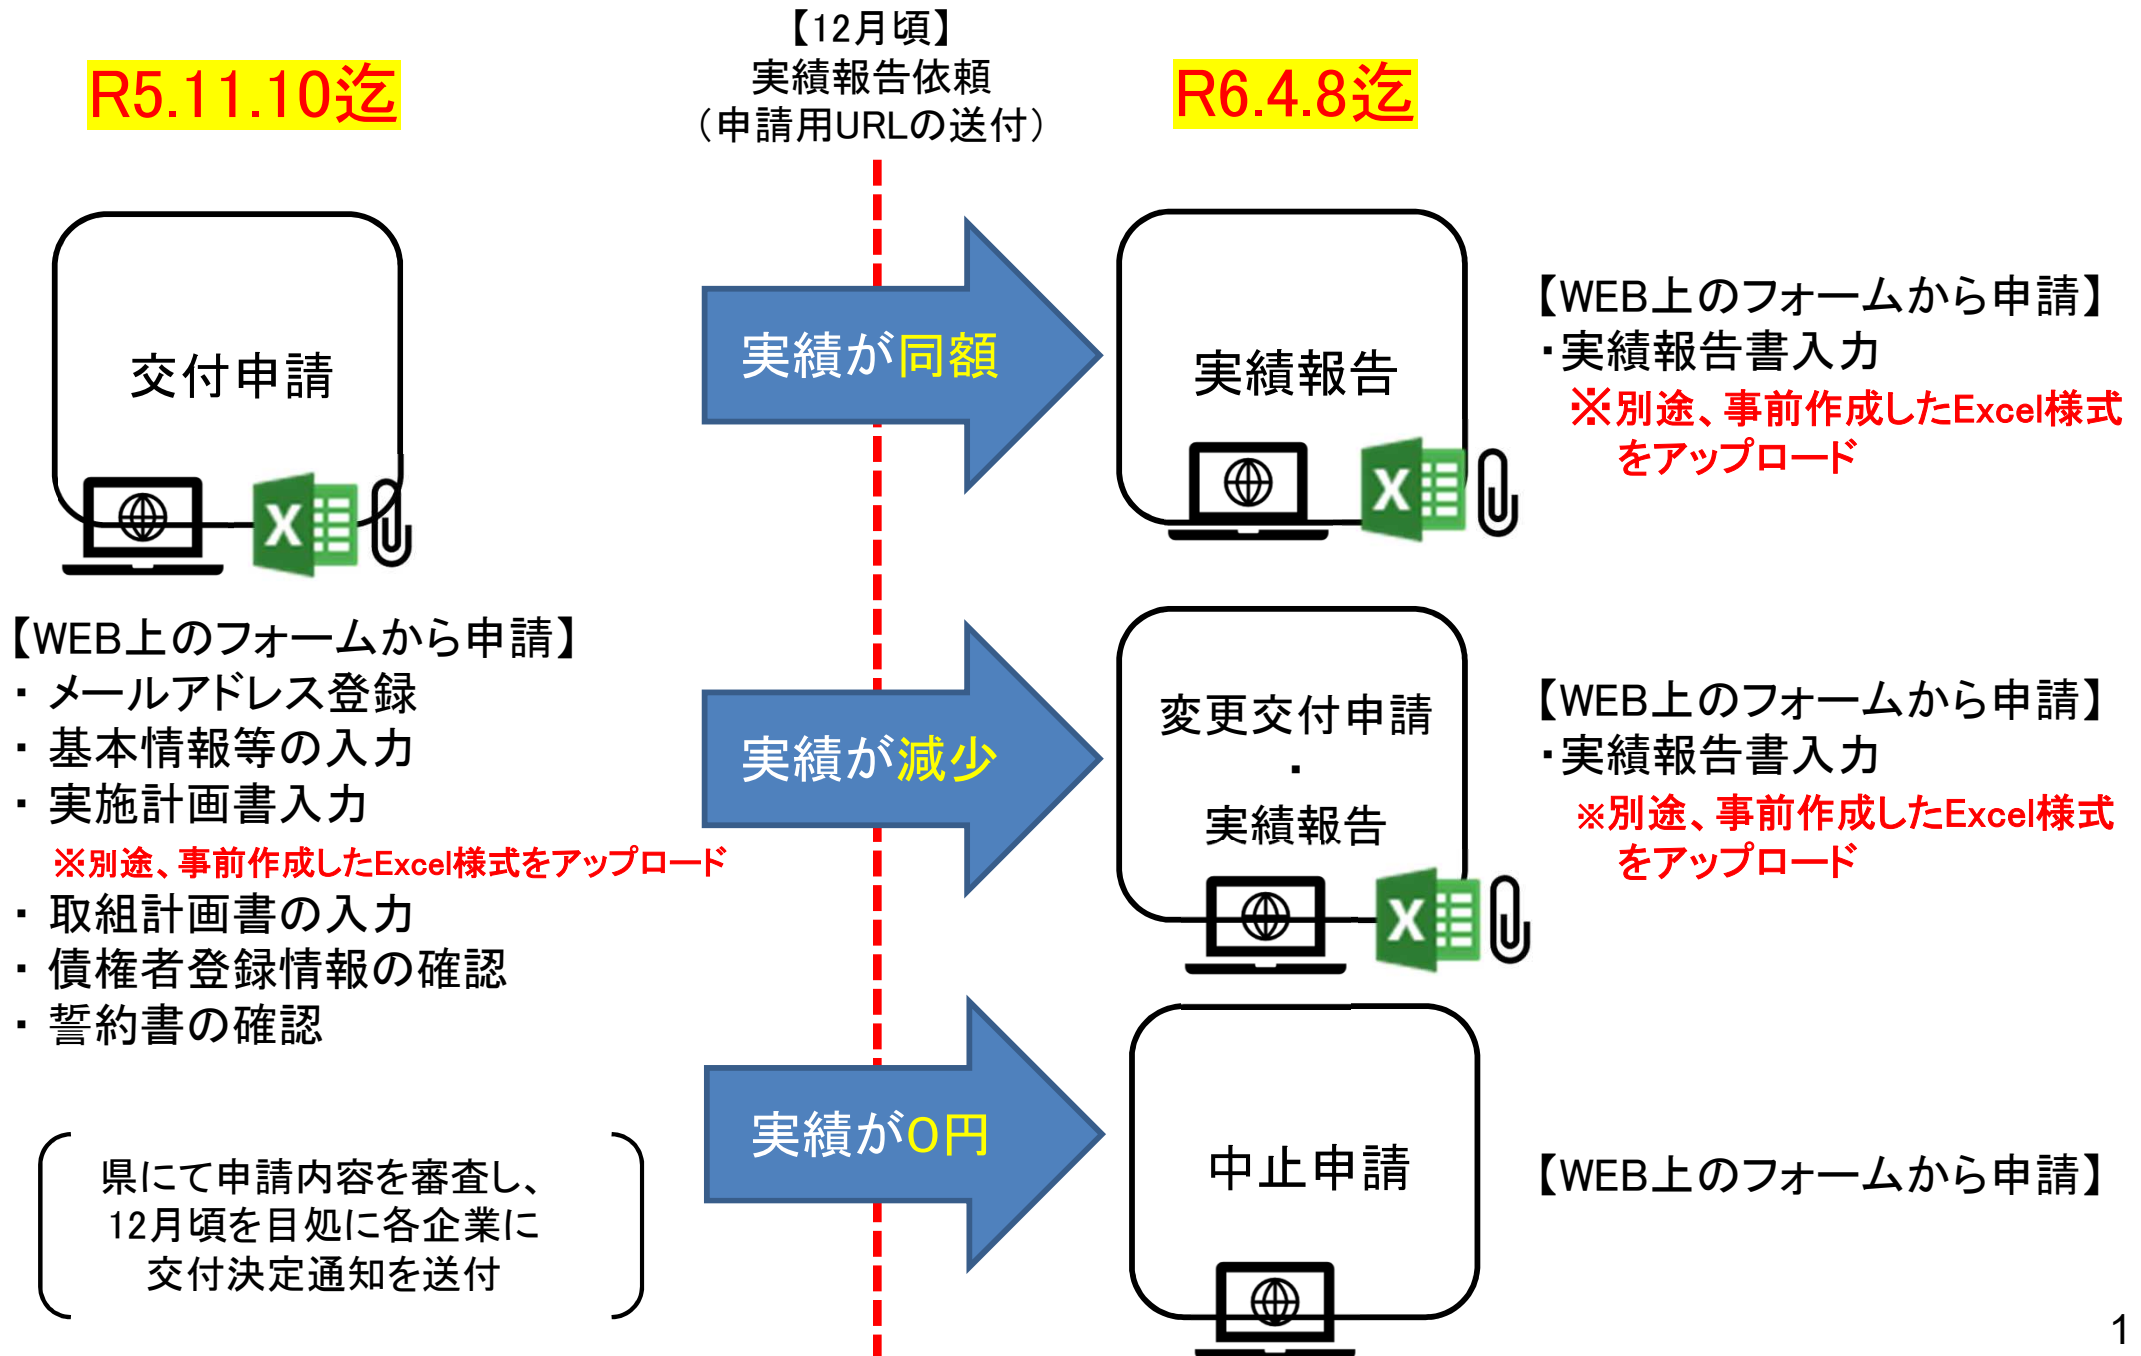 R5.11.10迄
【12月頃】
実績報告依頼
（申請用URLの送付）
R6.4.8迄
交付申請
【WEB上のフォームから申請】
・ メールアドレス登録
・ 基本情報等の入力
・ 実施計画書入力
※別途、事前作成したExcel様式をアップロード
・ 取組計画書の入力
・ 債権者登録情報の確認
・ 誓約書の確認
県にて申請内容を審査し、
12月頃を目処に各企業に
交付決定通知を送付
実績が同額
実績報告
【WEB上のフォームから申請】
・実績報告書入力
※別途、事前作成したExcel様式
をアップロード
実績が減少
変更交付申請
・
実績報告
【WEB上のフォームから申請】
・実績報告書入力
※別途、事前作成したExcel様式
をアップロード
実績が0円
中止申請
【WEB上のフォームから申請】
1